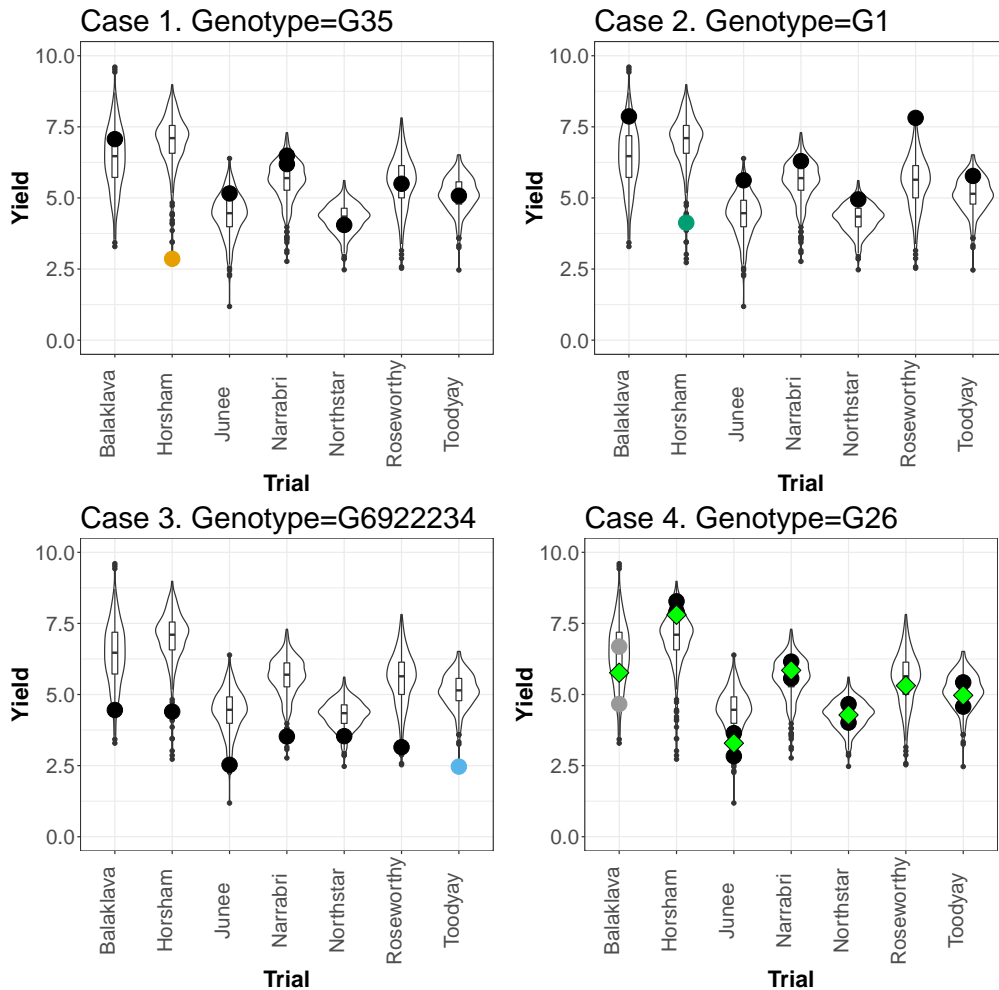 Case 1. Genotype=G35
10.0
7.5
5.0
2.5
0.0
Yield
Balaklava
Horsham
Junee
Narrabri
Northstar
Roseworthy
Toodyay
Trial
Case 2. Genotype=G1
10.0
7.5
5.0
2.5
0.0
Yield
Balaklava
Horsham
Junee
Narrabri
Northstar
Roseworthy
Toodyay
Trial
Case 3. Genotype=G6922234
10.0
7.5
5.0
2.5
0.0
Yield
Balaklava
Horsham
Junee
Narrabri
Northstar
Roseworthy
Toodyay
Trial
Case 4. Genotype=G26
10.0
7.5
5.0
2.5
0.0
Yield
Balaklava
Horsham
Junee
Narrabri
Northstar
Roseworthy
Toodyay
Trial